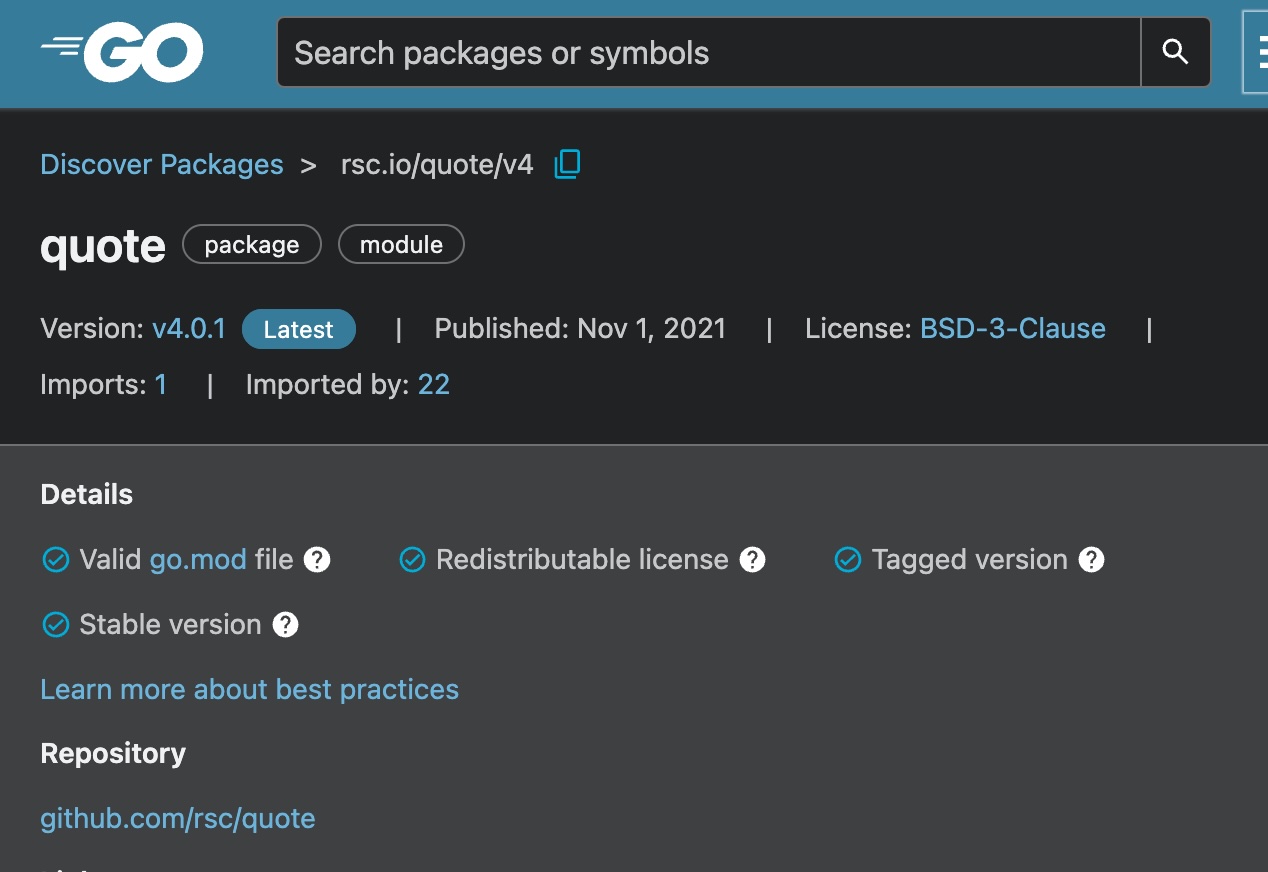 GO
Search packages or symbols
Discover Packages > rsc.io/quote/v4
quote package module
Version: v4.0.1 Latest | Published: Nov 1, 2021 | License: BSD-3-Clause |
Imports: 1 | Imported by: 22
Details
Valid go.mod file ? Redistributable license ? Tagged version ?
Stable version ?
Learn more about best practices
Repository
github.com/rsc/quote